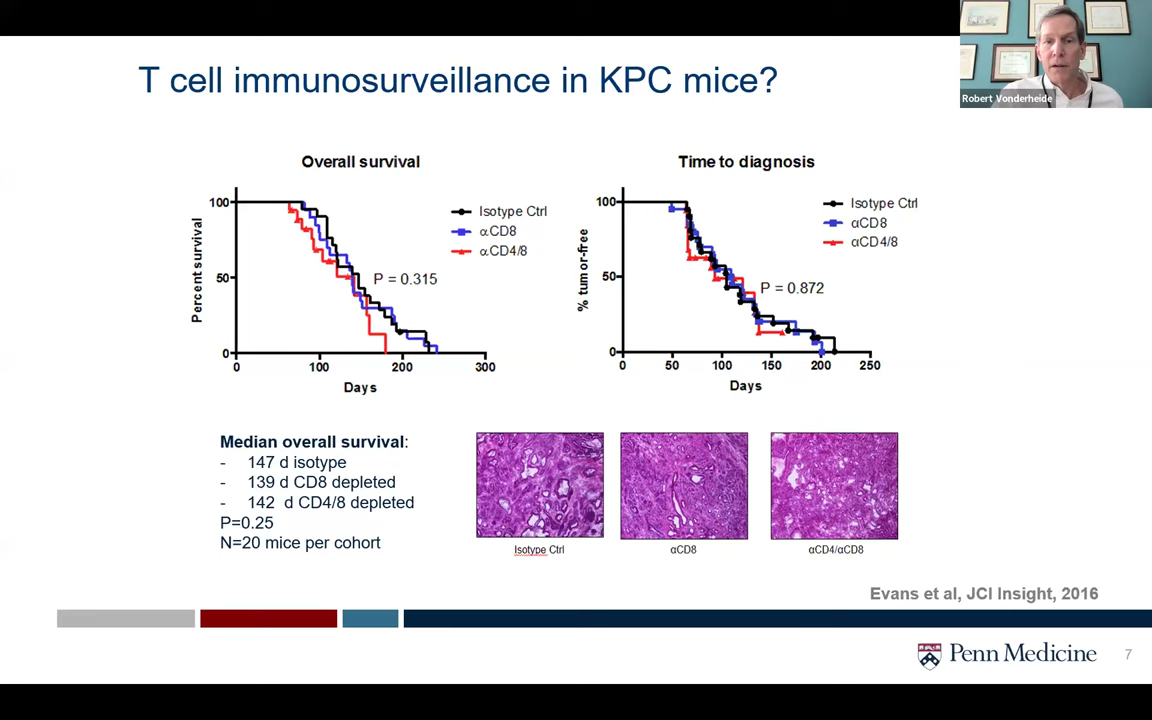 Robert Vonderheide
T cell immunosurveillance in KPC mice?
Overall survival
Percent survival
100
50
0
0 100 200 300
Days
Isotype Ctrl
αCD8
αCD4/8
P = 0.315
Time to diagnosis
% tumor-free
100
50
0
0 50 100 150 200 250
Days
Isotype Ctrl
αCD8
αCD4/8
P = 0.872
Median overall survival:
- 147 d isotype
- 139 d CD8 depleted
- 142 d CD4/8 depleted
P=0.25
N=20 mice per cohort
Isotype Ctrl
αCD8
αCD4/αCD8
Evans et al, JCI Insight, 2016
Penn Medicine
7